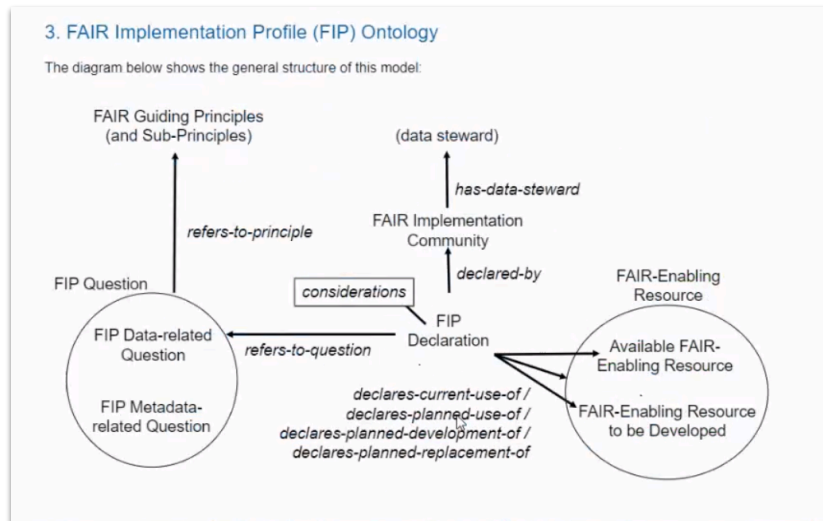 3. FAIR Implementation Profile (FIP) Ontology
The diagram below shows the general structure of this model:
FAIR Guiding Principles
(and Sub-Principles)
(data steward)
has-data-steward
refers-to-principle
FAIR Implementation
Community
declared-by
FIP Question
considerations
FAIR-Enabling
Resource
FIP Data-related
Question
refers-to-question
FIP
Declaration
Available FAIR-
Enabling Resource
declares-current-use-of /
declares-planned-use-of /
declares-planned-development-of /
declares-planned-replacement-of
FIP Metadata-
related Question
FAIR-Enabling Resource
to be Developed